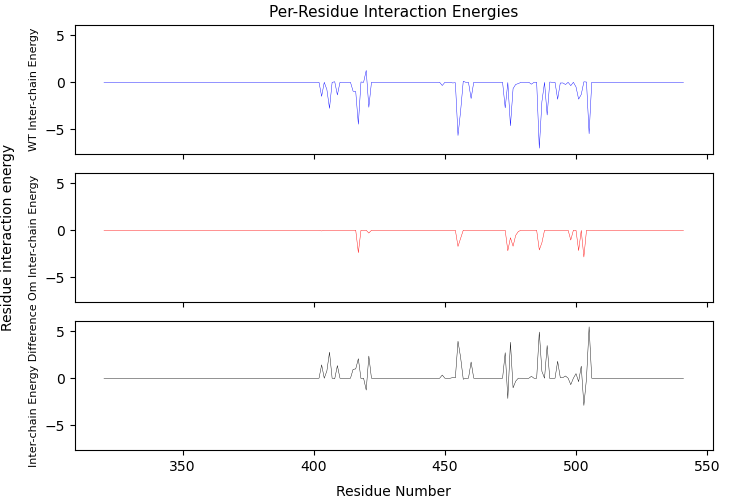 Per-Residue Interaction Energies
Residue interaction energy
WT Inter-chain Energy
5
0
−5
Om Inter-chain Energy
5
0
−5
Inter-chain Energy Difference
5
0
−5
350
400
450
500
550
Residue Number